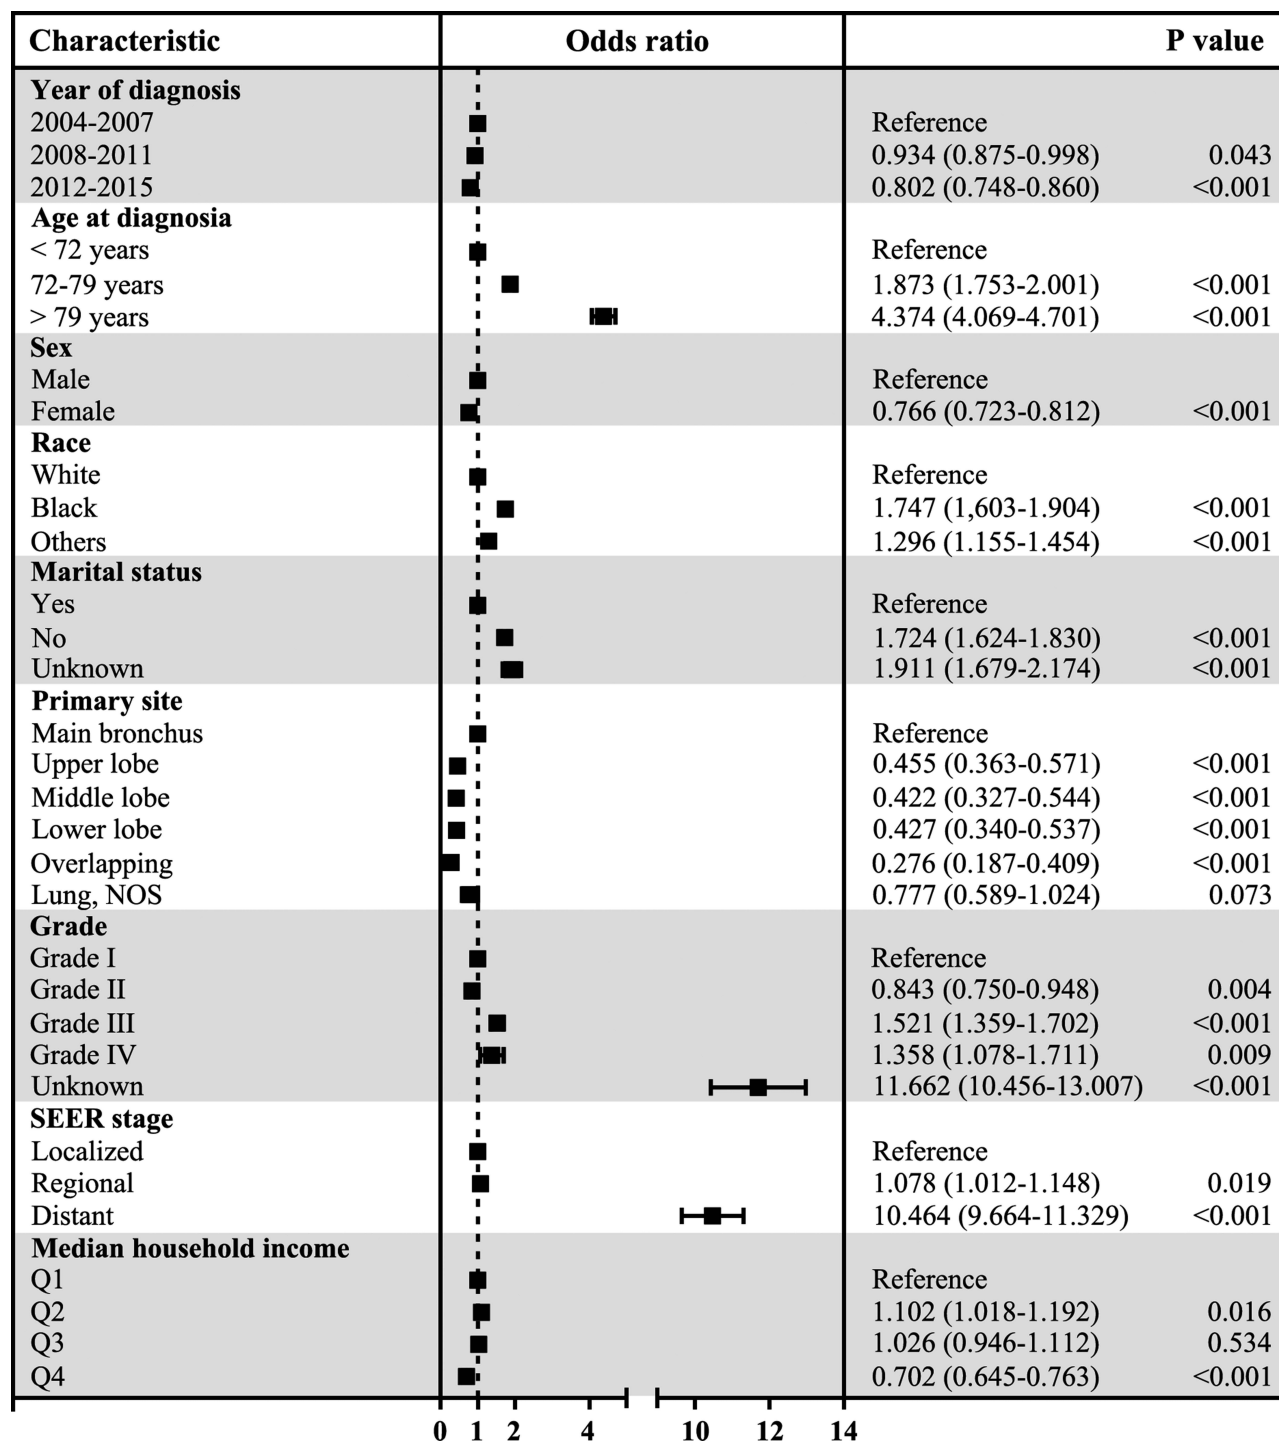 Characteristic Odds ratio P value
Year of diagnosis
2004-2007 Reference
2008-2011 0.934 (0.875-0.998) 0.043
2012-2015 0.802 (0.748-0.860) <0.001
Age at diagnosia
< 72 years Reference
72-79 years 1.873 (1.753-2.001) <0.001
> 79 years 4.374 (4.069-4.701) <0.001
Sex
Male Reference
Female 0.766 (0.723-0.812) <0.001
Race
White Reference
Black 1.747 (1,603-1.904) <0.001
Others 1.296 (1.155-1.454) <0.001
Marital status
Yes Reference
No 1.724 (1.624-1.830) <0.001
Unknown 1.911 (1.679-2.174) <0.001
Primary site
Main bronchus Reference
Upper lobe 0.455 (0.363-0.571) <0.001
Middle lobe 0.422 (0.327-0.544) <0.001
Lower lobe 0.427 (0.340-0.537) <0.001
Overlapping 0.276 (0.187-0.409) <0.001
Lung, NOS 0.777 (0.589-1.024) 0.073
Grade
Grade I Reference
Grade II 0.843 (0.750-0.948) 0.004
Grade III 1.521 (1.359-1.702) <0.001
Grade IV 1.358 (1.078-1.711) 0.009
Unknown 11.662 (10.456-13.007) <0.001
SEER stage
Localized Reference
Regional 1.078 (1.012-1.148) 0.019
Distant 10.464 (9.664-11.329) <0.001
Median household income
Q1 Reference
Q2 1.102 (1.018-1.192) 0.016
Q3 1.026 (0.946-1.112) 0.534
Q4 0.702 (0.645-0.763) <0.001
0 1 2 4 10 12 14